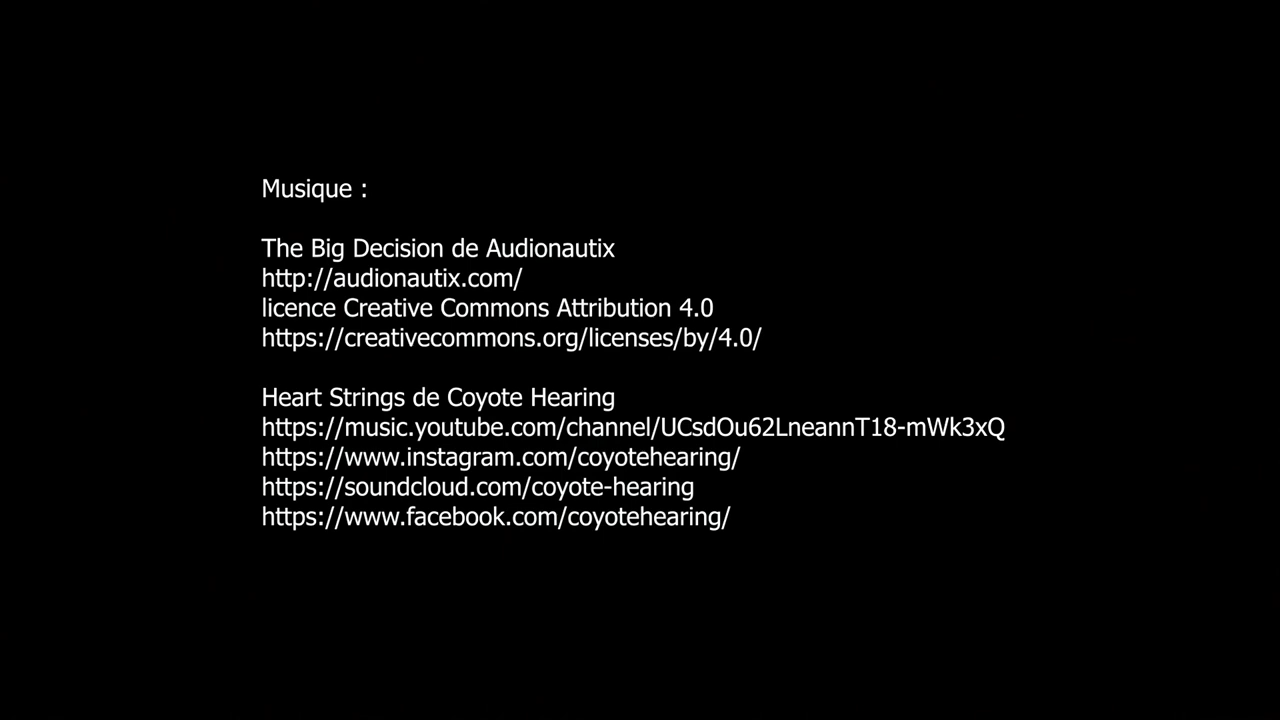 Musique :
The Big Decision de Audionautix
http://audionautix.com/
licence Creative Commons Attribution 4.0
https://creativecommons.org/licenses/by/4.0/
Heart Strings de Coyote Hearing
https://music.youtube.com/channel/UCsdOu62LneannT18-mWk3xQ
https://www.instagram.com/coyotehearing/
https://soundcloud.com/coyote-hearing
https://www.facebook.com/coyotehearing/